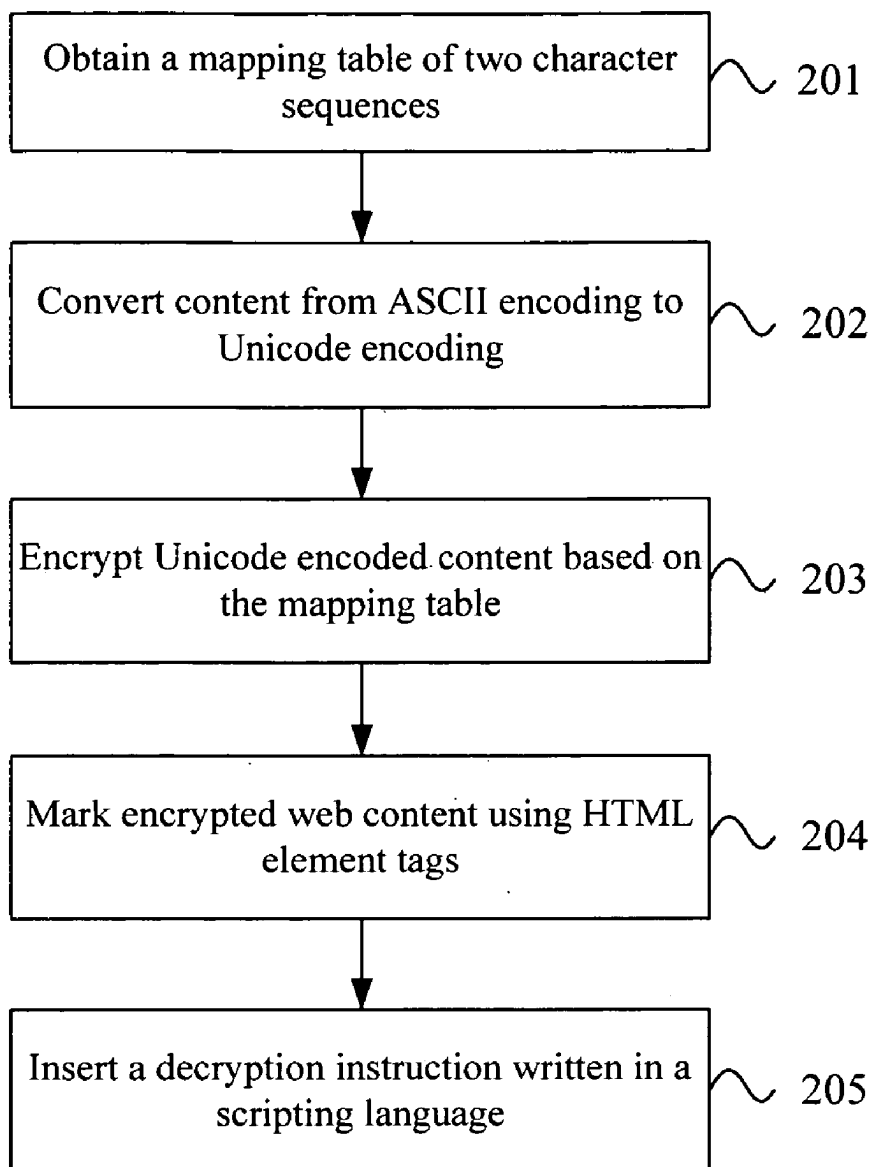 Obtain a mapping table of two character
sequences
201
Convert content from ASCII encoding to
Unicode encoding
202
Encrypt Unicode encoded content based on
the mapping table
203
Mark encrypted web content using HTML
element tags
204
Insert a decryption instruction written in a
scripting language
205